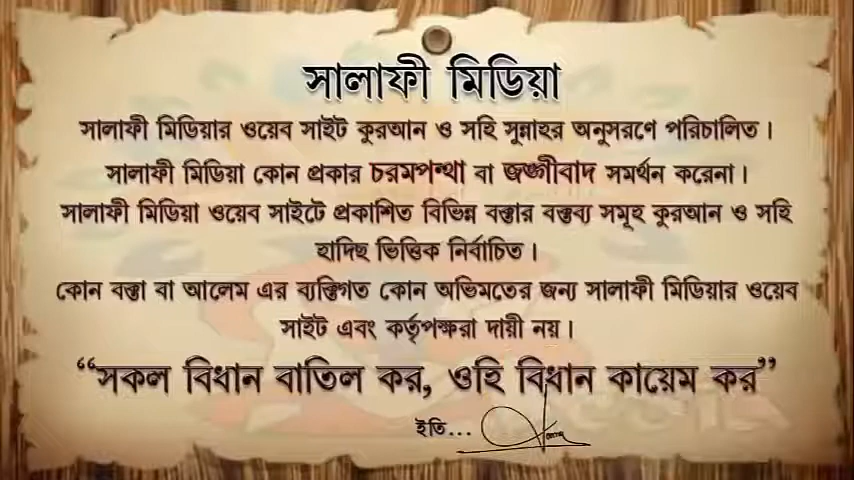 সালাফী মিডিয়া
সালাফী মিডিয়ার ওয়েব সাইট কুরআন ও সহি সুন্নাহর অনুসরণে পরিচালিত।
সালাফী মিডিয়া কোন প্রকার চরমপন্থা বা জঙ্গীবাদ সমর্থন করেনা।
সালাফী মিডিয়া ওয়েব সাইটে প্রকাশিত বিভিন্ন বক্তার বক্তব্য সমূহ কুরআন ও সহি
হাদিছ ভিত্তিক নির্বাচিত।
কোন বক্তা বা আলেম এর ব্যক্তিগত কোন অভিমতের জন্য সালাফী মিডিয়ার ওয়েব
সাইট এবং কর্তৃপক্ষরা দায়ী নয়।
“সকল বিধান বাতিল কর, ওহি বিধান কায়েম কর”
ইতি...